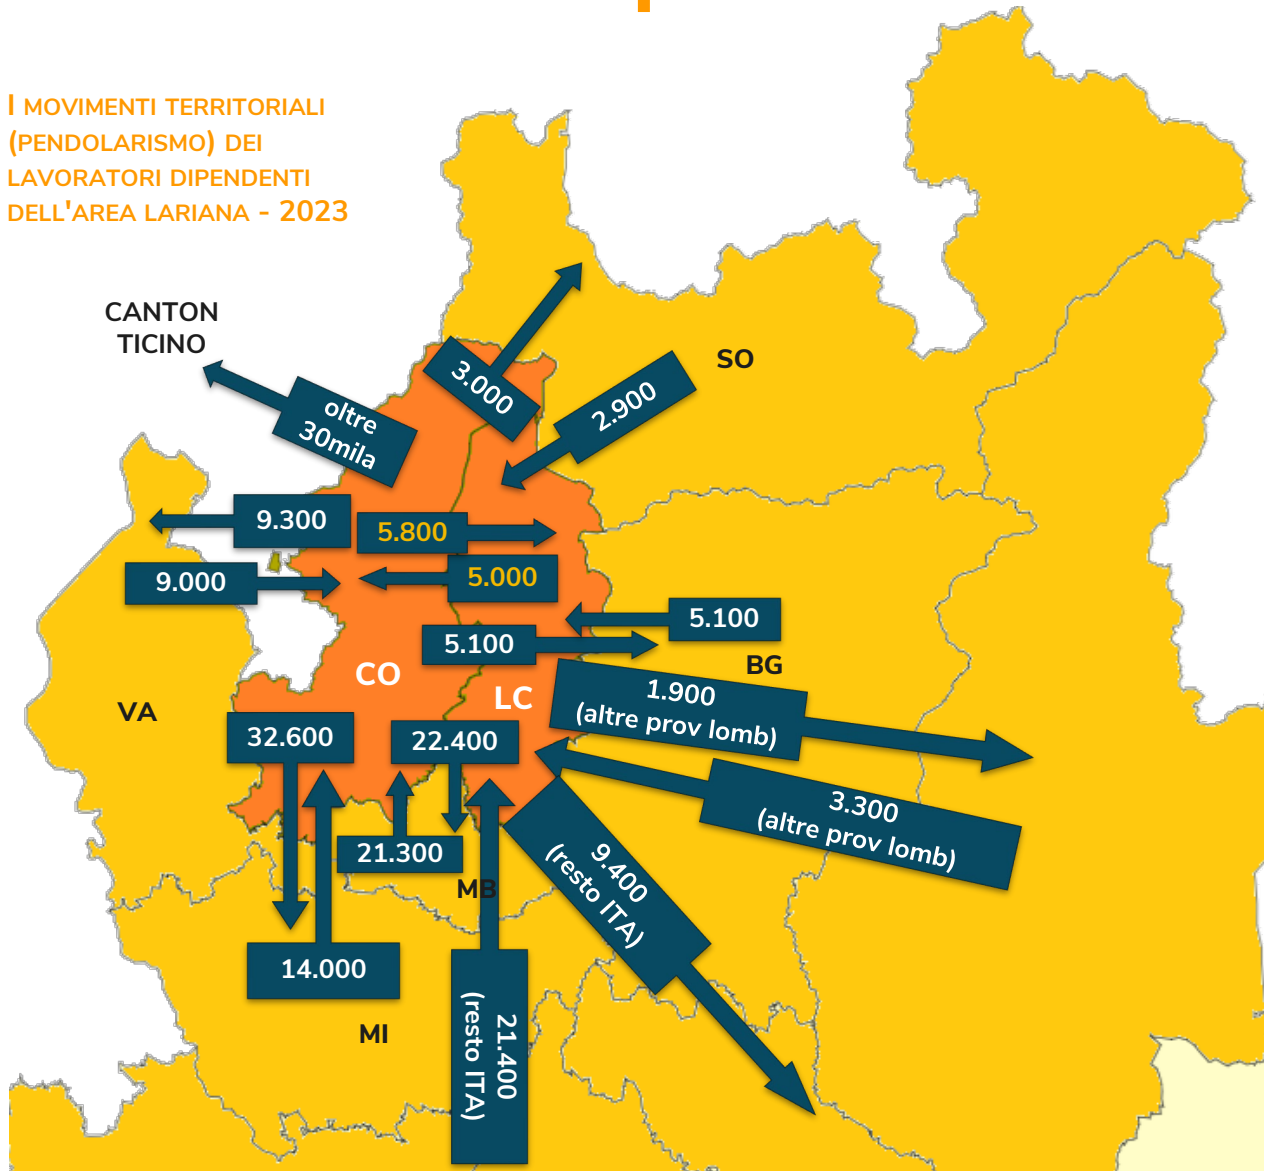 I MOVIMENTI TERRITORIALI
(PENDOLARISMO) DEI
LAVORATORI DIPENDENTI
DELL'AREA LARIANA - 2023
CANTON
TICINO
SO
3.000
2.900
oltre
30mila
9.300
5.800
9.000
5.000
5.100
5.100
BG
CO
LC
1.900
(altre prov lomb)
VA
32.600
22.400
3.300
(altre prov lomb)
21.300
MB
9.400
(resto ITA)
14.000
21.400
(resto ITA)
MI